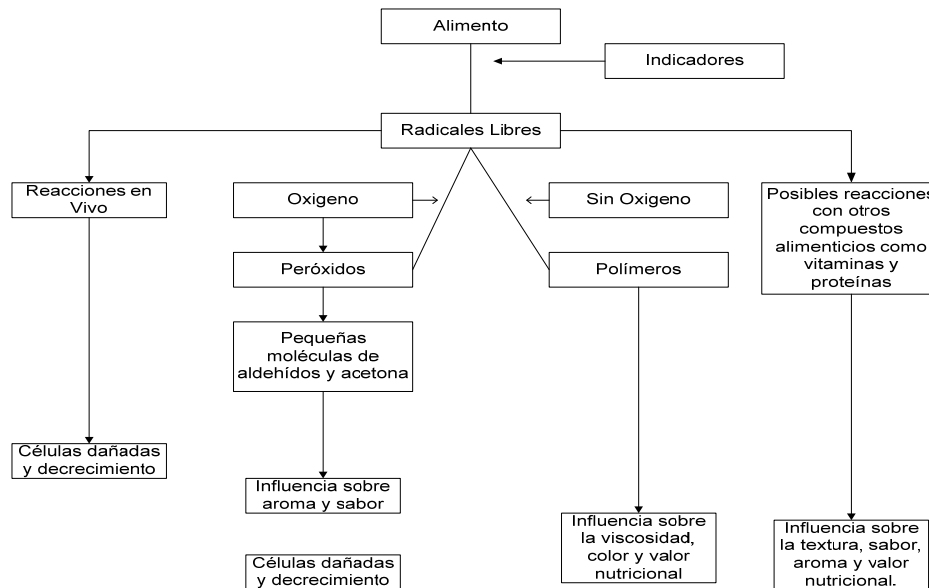 Alimento
Indicadores
Radicales Libres
Reacciones en
Vivo
Oxigeno
Sin Oxigeno
Posibles reacciones
con otros
compuestos
alimenticios como
vitaminas y
proteínas
Peróxidos
Polímeros
Pequeñas
moléculas de
aldehídos y acetona
Células dañadas
y decrecimiento
Influencia sobre
aroma y sabor
Influencia sobre
la viscosidad,
color y valor
nutricional
Influencia sobre
la textura, sabor,
aroma y valor
nutricional.
Células dañadas
y decrecimiento